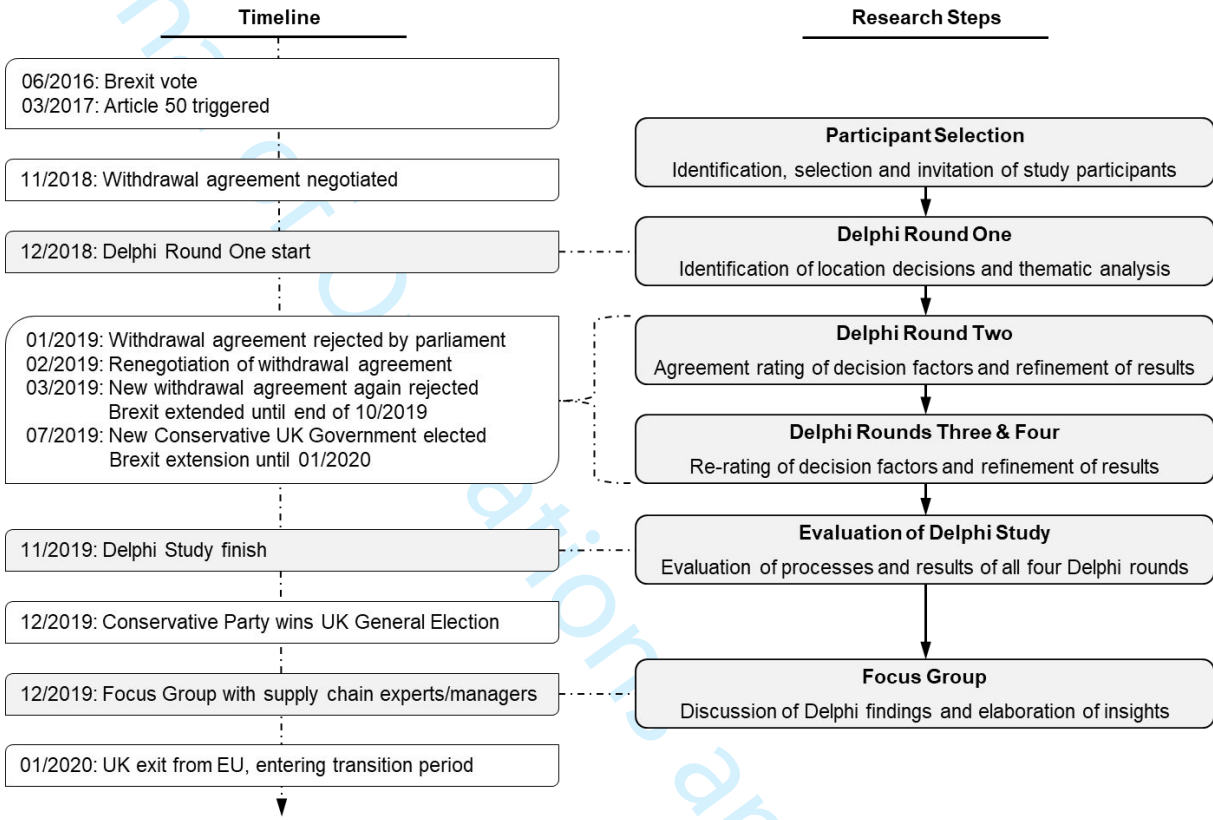 Timeline
06/2016: Brexit vote
03/2017: Article 50 triggered
11/2018: Withdrawal agreement negotiated
12/2018: Delphi Round One start
01/2019: Withdrawal agreement rejected by parliament
02/2019: Renegotiation of withdrawal agreement
03/2019: New withdrawal agreement again rejected
Brexit extended until end of 10/2019
07/2019: New Conservative UK Government elected
Brexit extension until 01/2020
11/2019: Delphi Study finish
12/2019: Conservative Party wins UK General Election
12/2019: Focus Group with supply chain experts/managers
01/2020: UK exit from EU, entering transition period
Research Steps
Participant Selection
Identification, selection and invitation of study participants
Delphi Round One
Identification of location decisions and thematic analysis
Delphi Round Two
Agreement rating of decision factors and refinement of results
Delphi Rounds Three & Four
Re-rating of decision factors and refinement of results
Evaluation of Delphi Study
Evaluation of processes and results of all four Delphi rounds
Focus Group
Discussion of Delphi findings and elaboration of insights